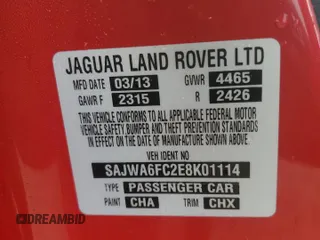 JAGUAR LAND ROVER LTD
MFD DATE 03/13 GVWR 4465
GAWR F 2315 R 2426
THIS VEHICLE CONFORMS TO ALL APPLICABLE FEDERAL MOTOR
VEHICLE SAFETY, BUMPER AND THEFT PREVENTION STANDARDS
IN EFFECT ON THE DATE OF MANUFACTURE SHOWN ABOVE.
VEH IDENT NO
SAJWA6FC2E8K01114
TYPE PASSENGER CAR
PAINT CHA TRIM CHX
DREAMBID